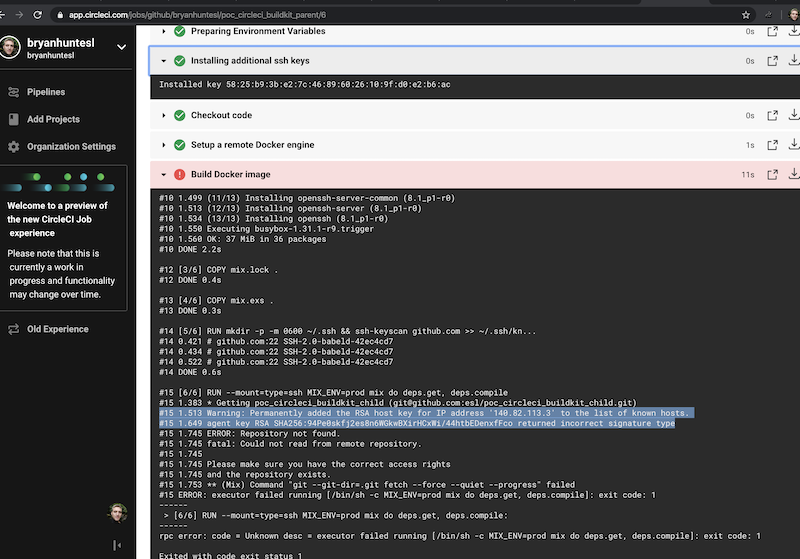 app.circleci.com/jobs/github/bryanhuntesl/poc_circleci_buildkit_parent/6
bryanhuntesl
bryanhuntesl
Pipelines
Add Projects
Organization Settings
Welcome to a preview of
the new CircleCI Job
experience
Please note that this is
currently a work in
progress and functionality
may change over time.
Old Experience
Preparing Environment Variables 0s
Installing additional ssh keys 0s
Installed key 58:25:b9:3b:e2:7c:46:89:60:26:10:9f:d0:e2:b6:ac
Checkout code 0s
Setup a remote Docker engine 1s
Build Docker image 11s
#10 1.499 (11/13) Installing openssh-server-common (8.1_p1-r0)
#10 1.513 (12/13) Installing openssh-server (8.1_p1-r0)
#10 1.534 (13/13) Installing openssh (8.1_p1-r0)
#10 1.550 Executing busybox-1.31.1-r9.trigger
#10 1.560 OK: 37 MiB in 36 packages
#10 DONE 2.2s
#12 [3/6] COPY mix.lock .
#12 DONE 0.4s
#13 [4/6] COPY mix.exs .
#13 DONE 0.3s
#14 [5/6] RUN mkdir -p -m 0600 ~/.ssh && ssh-keyscan github.com >> ~/.ssh/kn...
#14 0.421 # github.com:22 SSH-2.0-babeld-42ec4cd7
#14 0.434 # github.com:22 SSH-2.0-babeld-42ec4cd7
#14 0.522 # github.com:22 SSH-2.0-babeld-42ec4cd7
#14 DONE 0.6s
#15 [6/6] RUN --mount=type=ssh MIX_ENV=prod mix do deps.get, deps.compile
#15 1.383 * Getting poc_circleci_buildkit_child (git@github.com:esl/poc_circleci_buildkit_child.git)
#15 1.513 Warning: Permanently added the RSA host key for IP address '140.82.113.3' to the list of known hosts.
#15 1.649 agent key RSA SHA256:94Pe0skfj2es8n6WGkwBXirHCxWi/44htbEDenxfFco returned incorrect signature type
#15 1.745 ERROR: Repository not found.
#15 1.745 fatal: Could not read from remote repository.
#15 1.745
#15 1.745 Please make sure you have the correct access rights
#15 1.745 and the repository exists.
#15 1.753 ** (Mix) Command "git --git-dir=.git fetch --force --quiet --progress" failed
#15 ERROR: executor failed running [/bin/sh -c MIX_ENV=prod mix do deps.get, deps.compile]: exit code: 1
------
> [6/6] RUN --mount=type=ssh MIX_ENV=prod mix do deps.get, deps.compile:
------
rpc error: code = Unknown desc = executor failed running [/bin/sh -c MIX_ENV=prod mix do deps.get, deps.compile]: exit code: 1
Exited with code exit status 1